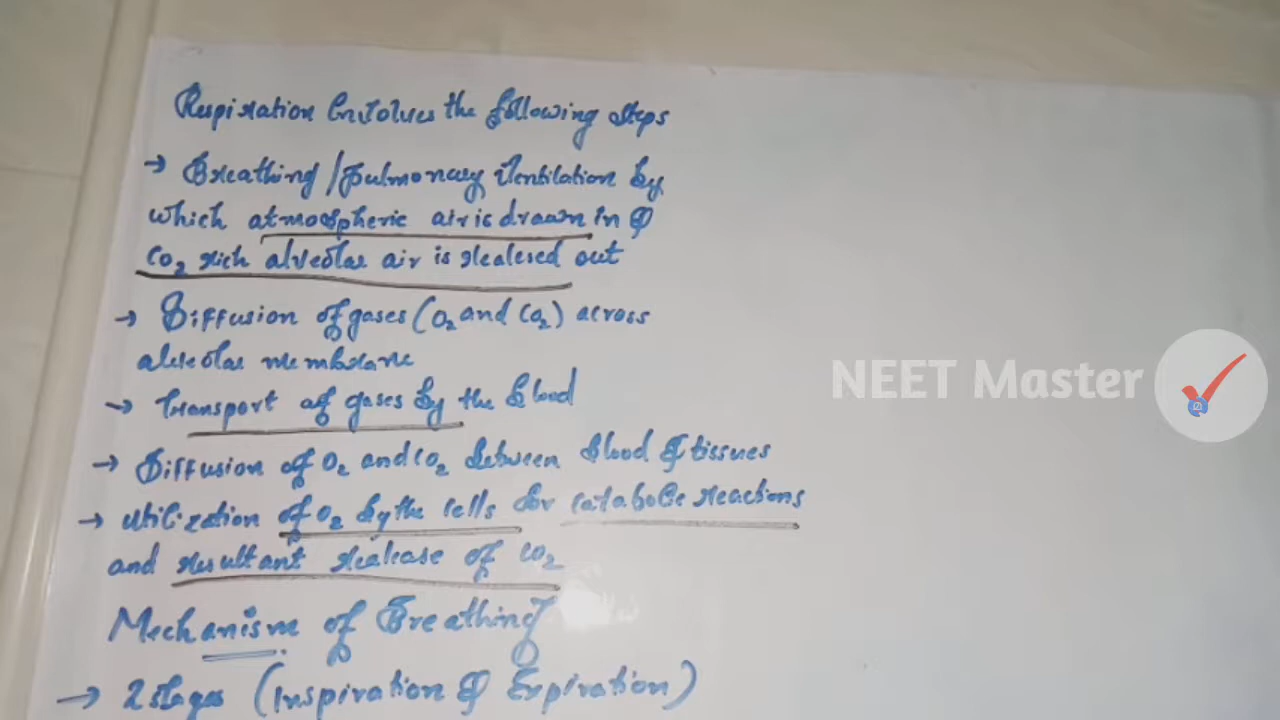 Respiration Involves the following steps
→ Breathing/pulmonary Ventilation by
which atmospheric air is drawn in &
CO2 rich alveolar air is realesed out
→ Diffusion of gases (O2 and CO2) across
alveolar membrane
→ Transport of gases by the blood
→ Diffusion of O2 and CO2 between blood & tissues
→ utilization of O2 by the cells for catabolic reactions
and resultant realease of CO2
Mechanism of Breathing
→ 2 stages (Inspiration & Expiration)
NEET Master